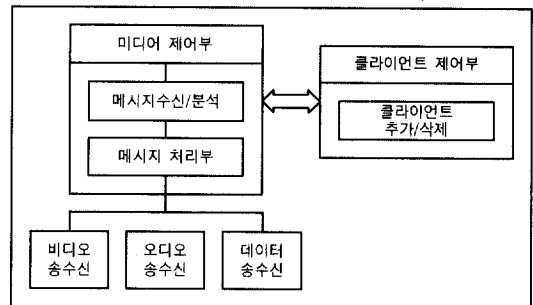 미디어 제어부
메시지수신/분석
메시지 처리부
클라이언트 제어부
클라이언트
추가/삭제
비디오
송수신
오디오
송수신
데이터
송수신